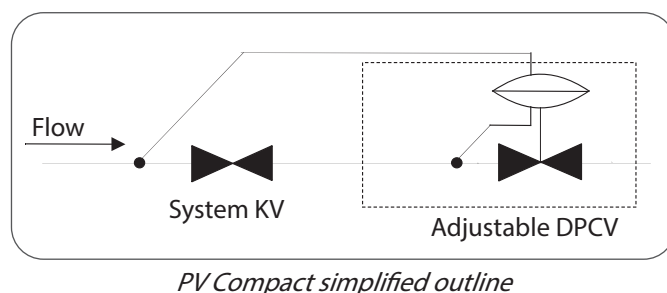 Flow
System KV
Adjustable DPCV
PV Compact simplified outline